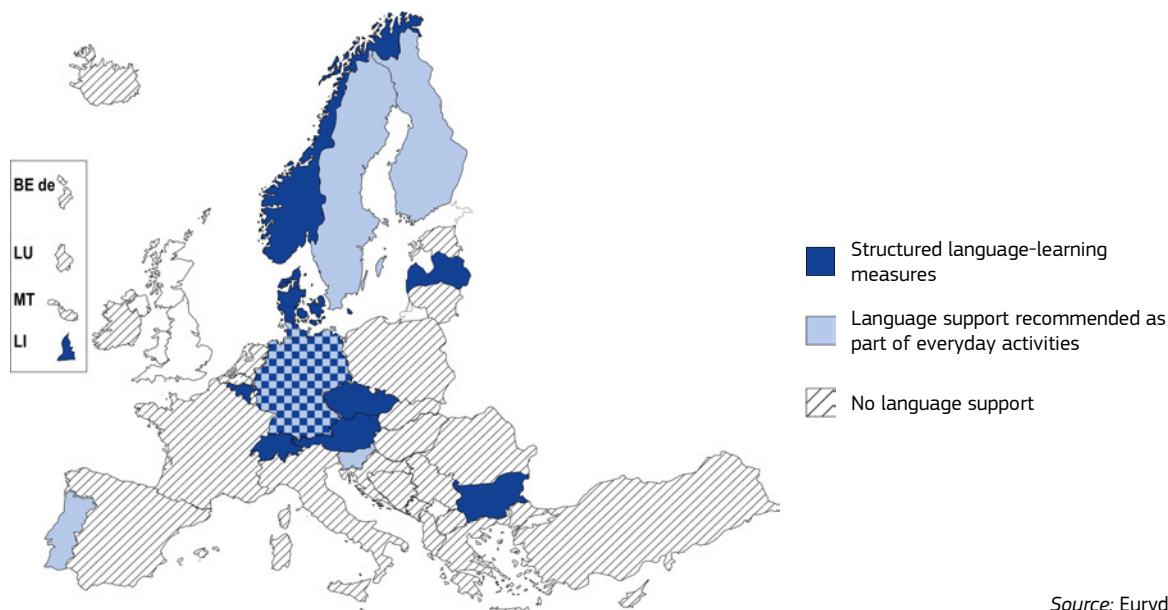 BE de
LU
MT
LI
Structured language-learning
measures
Language support recommended as
part of everyday activities
No language support
Source: